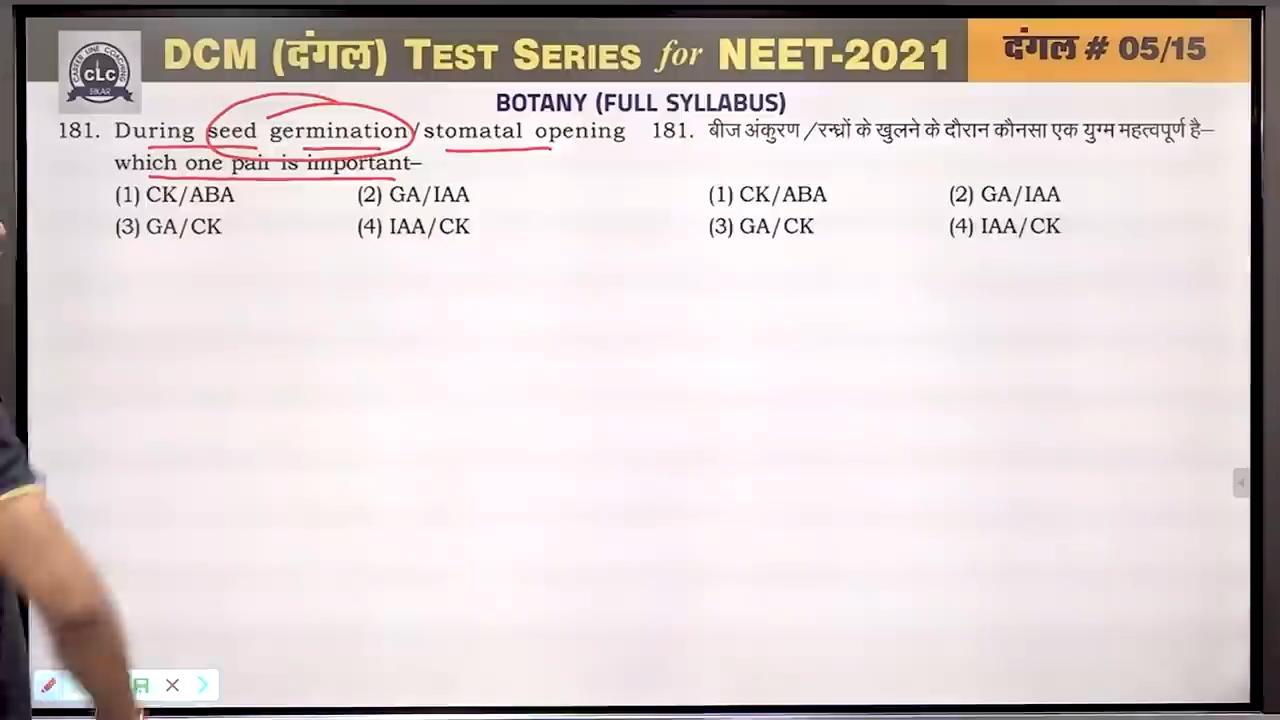 DCM (दंगल) TEST SERIES for NEET-2021
दंगल # 05/15
CAREER LINE COACHING
CLC
SIKAR
BOTANY (FULL SYLLABUS)
181. During seed germination/stomatal opening
which one pair is important–
(1) CK/ABA (2) GA/IAA
(3) GA/CK (4) IAA/CK
181. बीज अंकुरण /रन्ध्रों के खुलने के दौरान कौनसा एक युग्म महत्वपूर्ण है–
(1) CK/ABA (2) GA/IAA
(3) GA/CK (4) IAA/CK